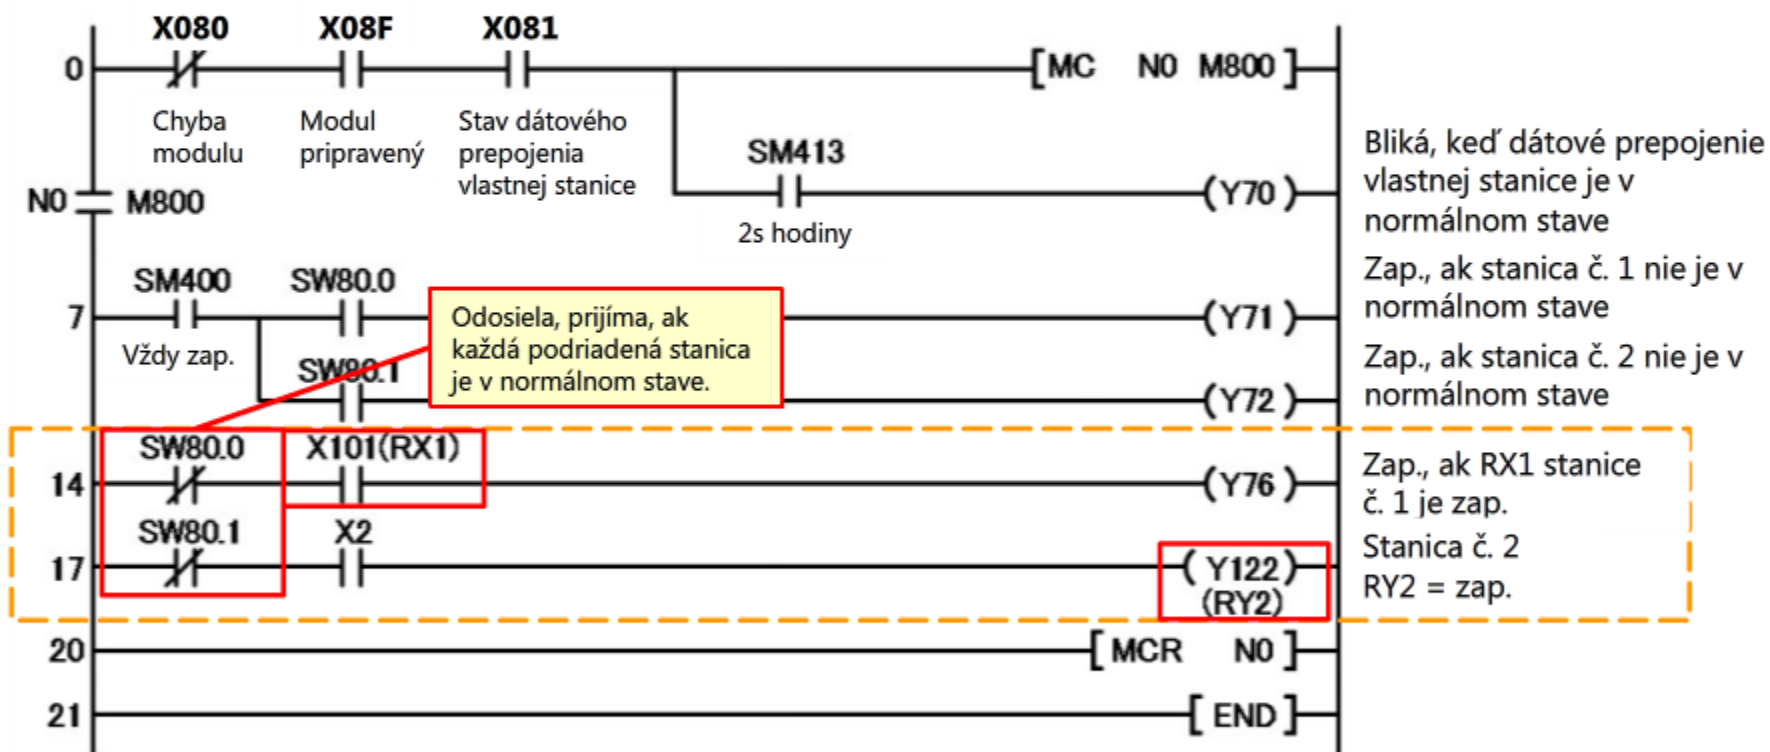 X080 X08F X081
0 [MC N0 M800]
Chyba
modulu
Modul
pripravený
Stav dátového
prepojenia
vlastnej stanice
SM413
(Y70)
2s hodiny
Bliká, keď dátové prepojenie
vlastnej stanice je v
normálnom stave
N0 M800
SM400 SW80.0
7 (Y71)
Vždy zap.
Zap., ak stanica č. 1 nie je v
normálnom stave
Odosiela, prijíma, ak
každá podriadená stanica
je v normálnom stave.
SW80.1
(Y72)
Zap., ak stanica č. 2 nie je v
normálnom stave
SW80.0 X101(RX1)
14 (Y76)
Zap., ak RX1 stanice
č. 1 je zap.
SW80.1 X2
17 (Y122)
(RY2)
Stanica č. 2
RY2 = zap.
20 [MCR N0]
21 [END]